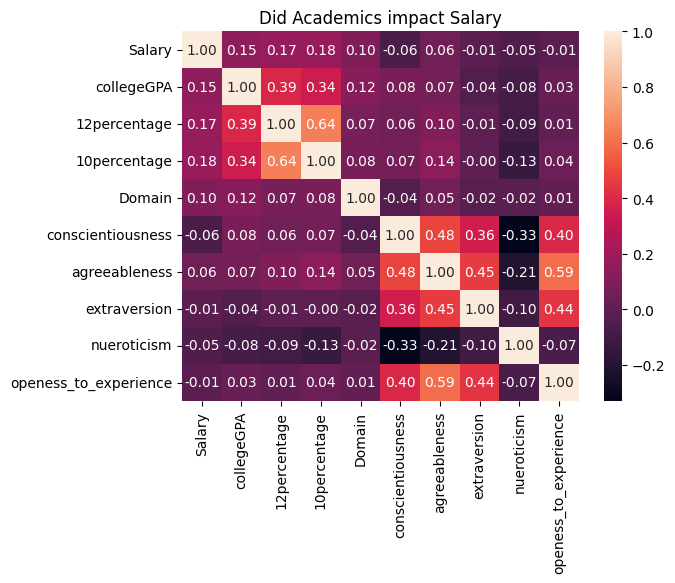 Did Academics impact Salary
Salary 1.00 0.15 0.17 0.18 0.10 -0.06 0.06 -0.01 -0.05 -0.01
collegeGPA 0.15 1.00 0.39 0.34 0.12 0.08 0.07 -0.04 -0.08 0.03
12percentage 0.17 0.39 1.00 0.64 0.07 0.06 0.10 -0.01 -0.09 0.01
10percentage 0.18 0.34 0.64 1.00 0.08 0.07 0.14 -0.00 -0.13 0.04
Domain 0.10 0.12 0.07 0.08 1.00 -0.04 0.05 -0.02 -0.02 0.01
conscientiousness -0.06 0.08 0.06 0.07 -0.04 1.00 0.48 0.36 -0.33 0.40
agreeableness 0.06 0.07 0.10 0.14 0.05 0.48 1.00 0.45 -0.21 0.59
extraversion -0.01 -0.04 -0.01 -0.00 -0.02 0.36 0.45 1.00 -0.10 0.44
nueroticism -0.05 -0.08 -0.09 -0.13 -0.02 -0.33 -0.21 -0.10 1.00 -0.07
openess_to_experience -0.01 0.03 0.01 0.04 0.01 0.40 0.59 0.44 -0.07 1.00
Salary
collegeGPA
12percentage
10percentage
Domain
conscientiousness
agreeableness
extraversion
nueroticism
openess_to_experience
1.0
0.8
0.6
0.4
0.2
0.0
−0.2